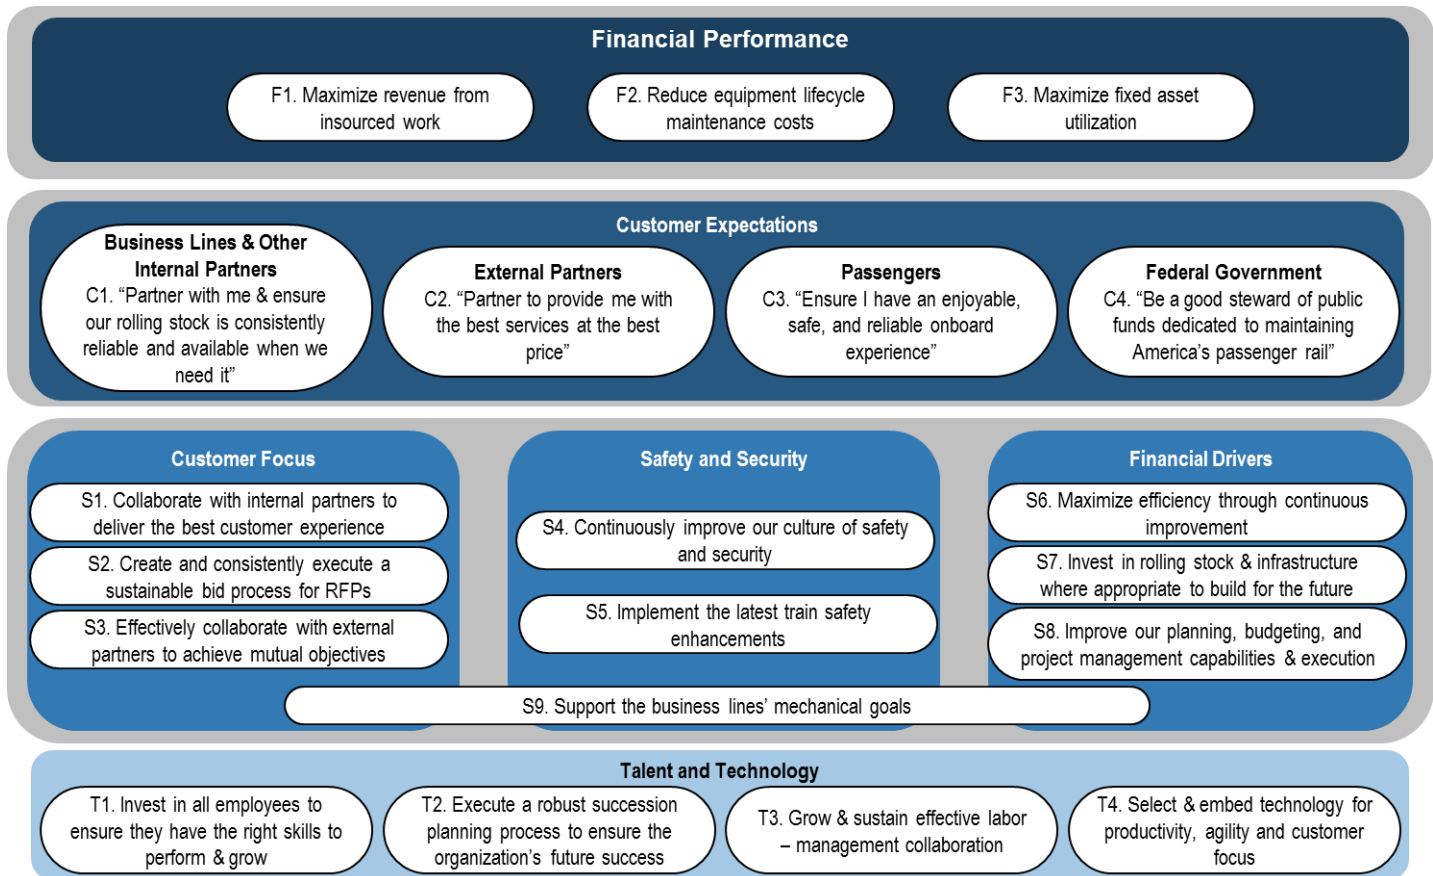 Financial Performance
F1. Maximize revenue from
insourced work
F2. Reduce equipment lifecycle
maintenance costs
F3. Maximize fixed asset
utilization
Customer Expectations
Business Lines & Other
Internal Partners
C1. “Partner with me & ensure
our rolling stock is consistently
reliable and available when we
need it”
External Partners
C2. “Partner to provide me with
the best services at the best
price”
Passengers
C3. “Ensure I have an enjoyable,
safe, and reliable onboard
experience”
Federal Government
C4. “Be a good steward of public
funds dedicated to maintaining
America’s passenger rail”
Customer Focus
S1. Collaborate with internal partners to
deliver the best customer experience
S2. Create and consistently execute a
sustainable bid process for RFPs
S3. Effectively collaborate with external
partners to achieve mutual objectives
Safety and Security
S4. Continuously improve our culture of safety
and security
S5. Implement the latest train safety
enhancements
Financial Drivers
S6. Maximize efficiency through continuous
improvement
S7. Invest in rolling stock & infrastructure
where appropriate to build for the future
S8. Improve our planning, budgeting, and
project management capabilities & execution
S9. Support the business lines’ mechanical goals
Talent and Technology
T1. Invest in all employees to
ensure they have the right skills to
perform & grow
T2. Execute a robust succession
planning process to ensure the
organization’s future success
T3. Grow & sustain effective labor
– management collaboration
T4. Select & embed technology for
productivity, agility and customer
focus